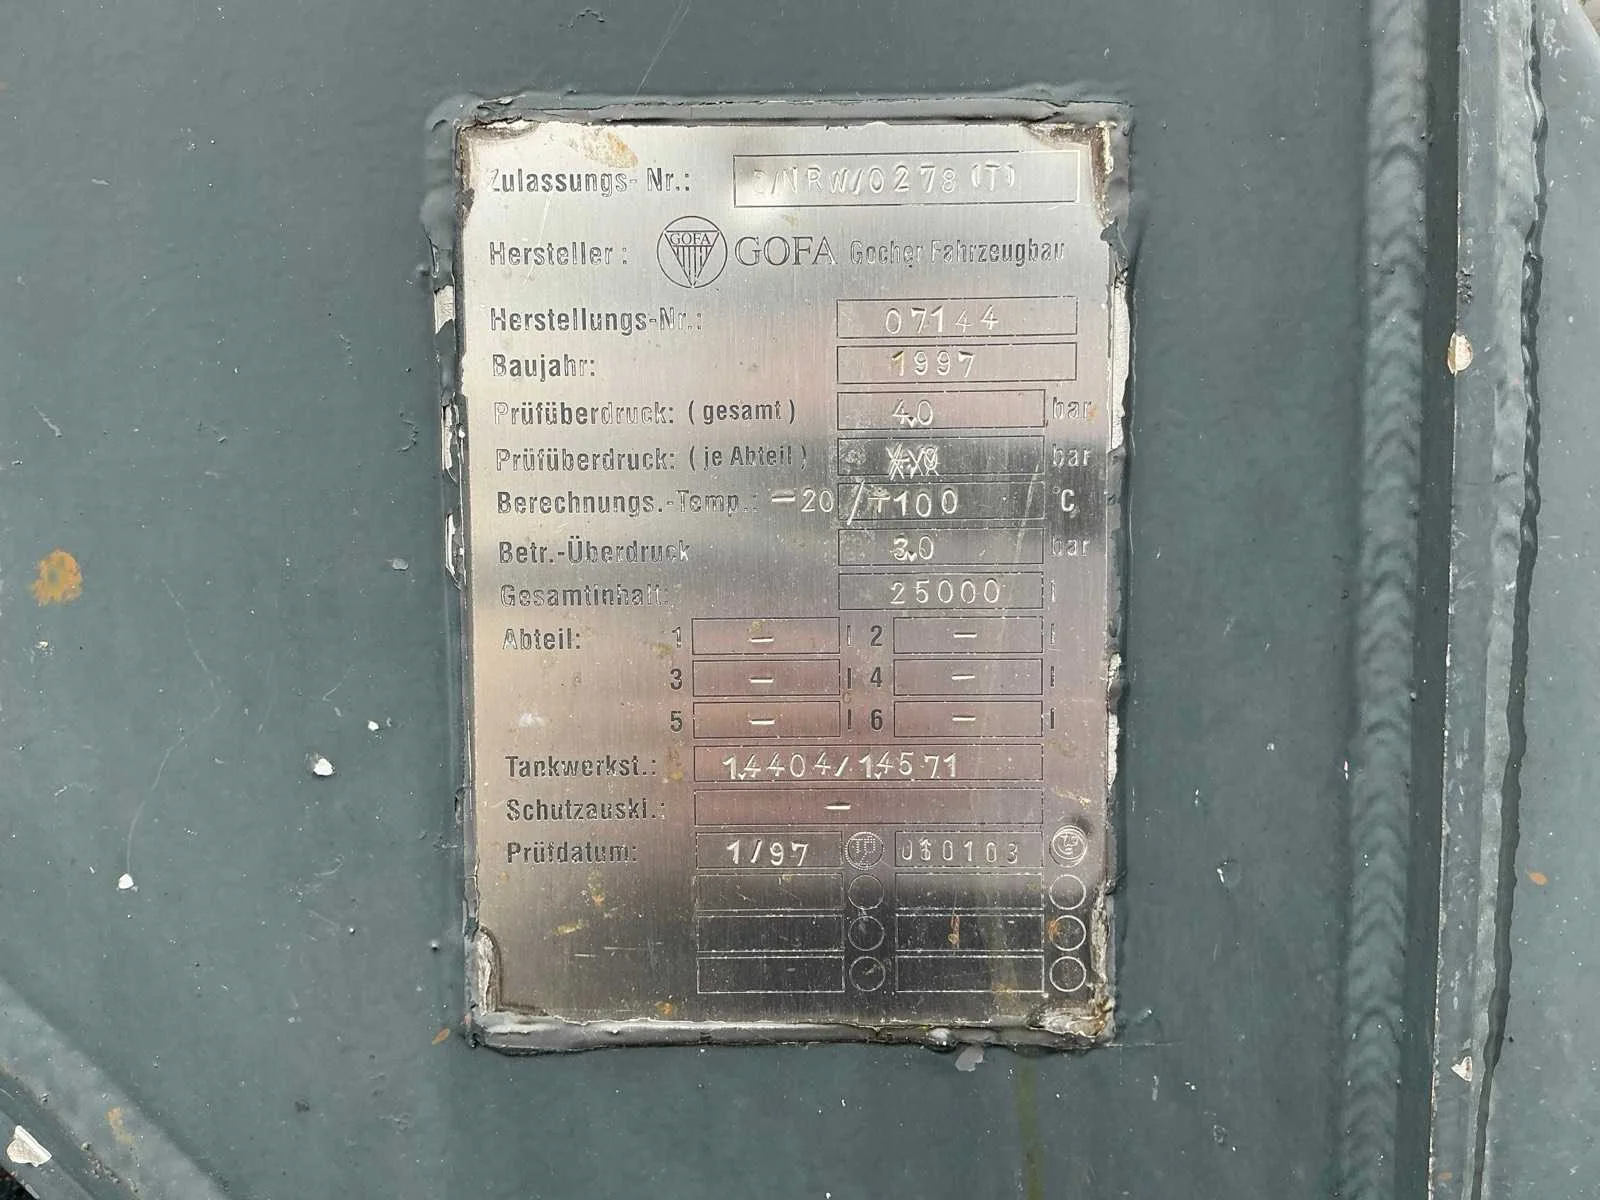 Zulassungs-Nr.: D/NRW/0278(T)
Hersteller: GOFA GOFA Gocher Fahrzeugbau
Herstellungs-Nr.: 07144
Baujahr: 1997
Prüfüberdruck: (gesamt) 4,0 bar
Prüfüberdruck: (je Abteil) bar
Berechnungs.-Temp.: -20/+100 °C
Betr.-Überdruck 3,0 bar
Gesamtinhalt: 25000 l
Abteil: 1 – l 2 – l
3 – l 4 – l
5 – l 6 – l
Tankwerkst.: 1,4404/1,4571
Schutzauskl.: –
Prüfdatum: 1/97